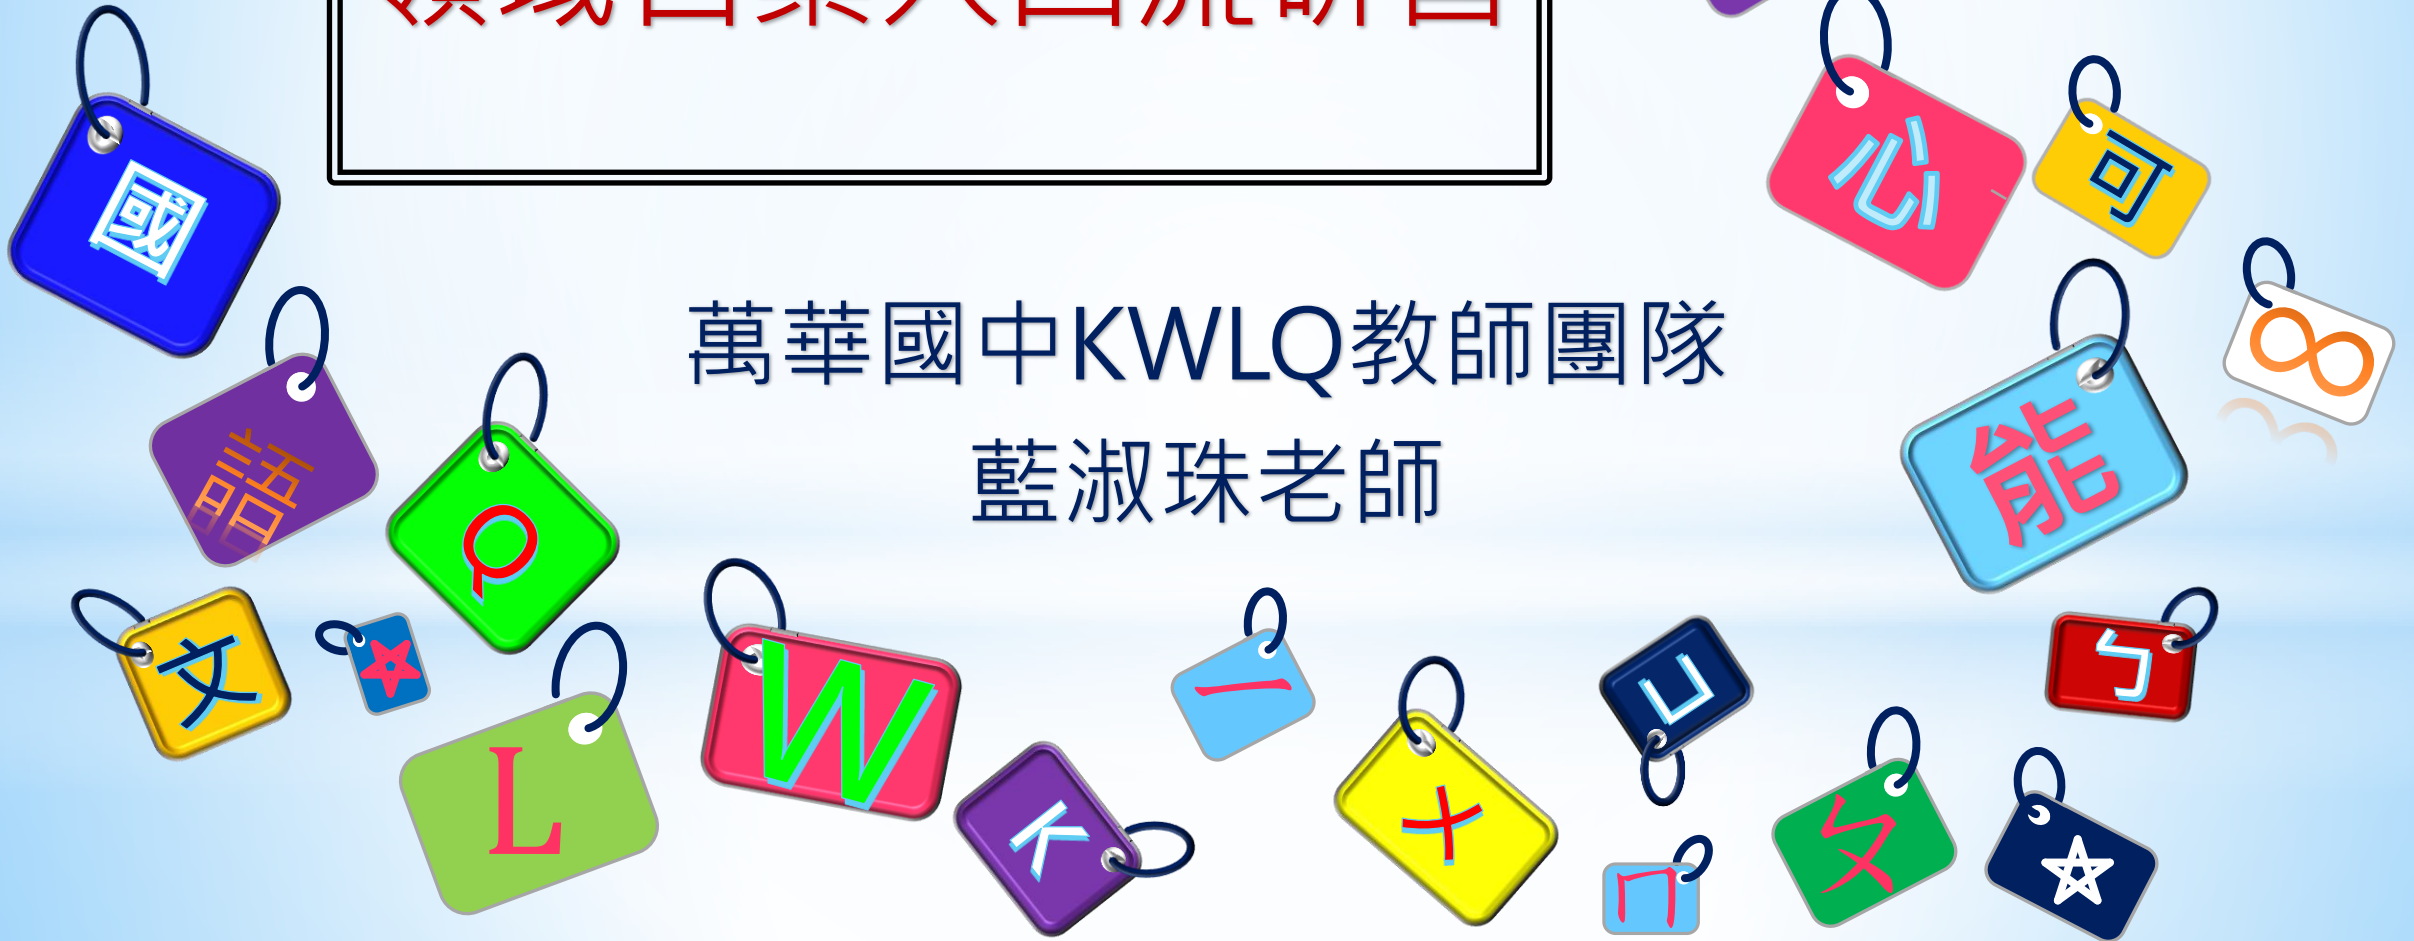 心
可
國
萬華國中KWLQ教師團隊
能
語
藍淑珠老師
Q
文
W
一
ㄩ
ㄅ
L
K
ㄨ
ㄆ
ㄇ